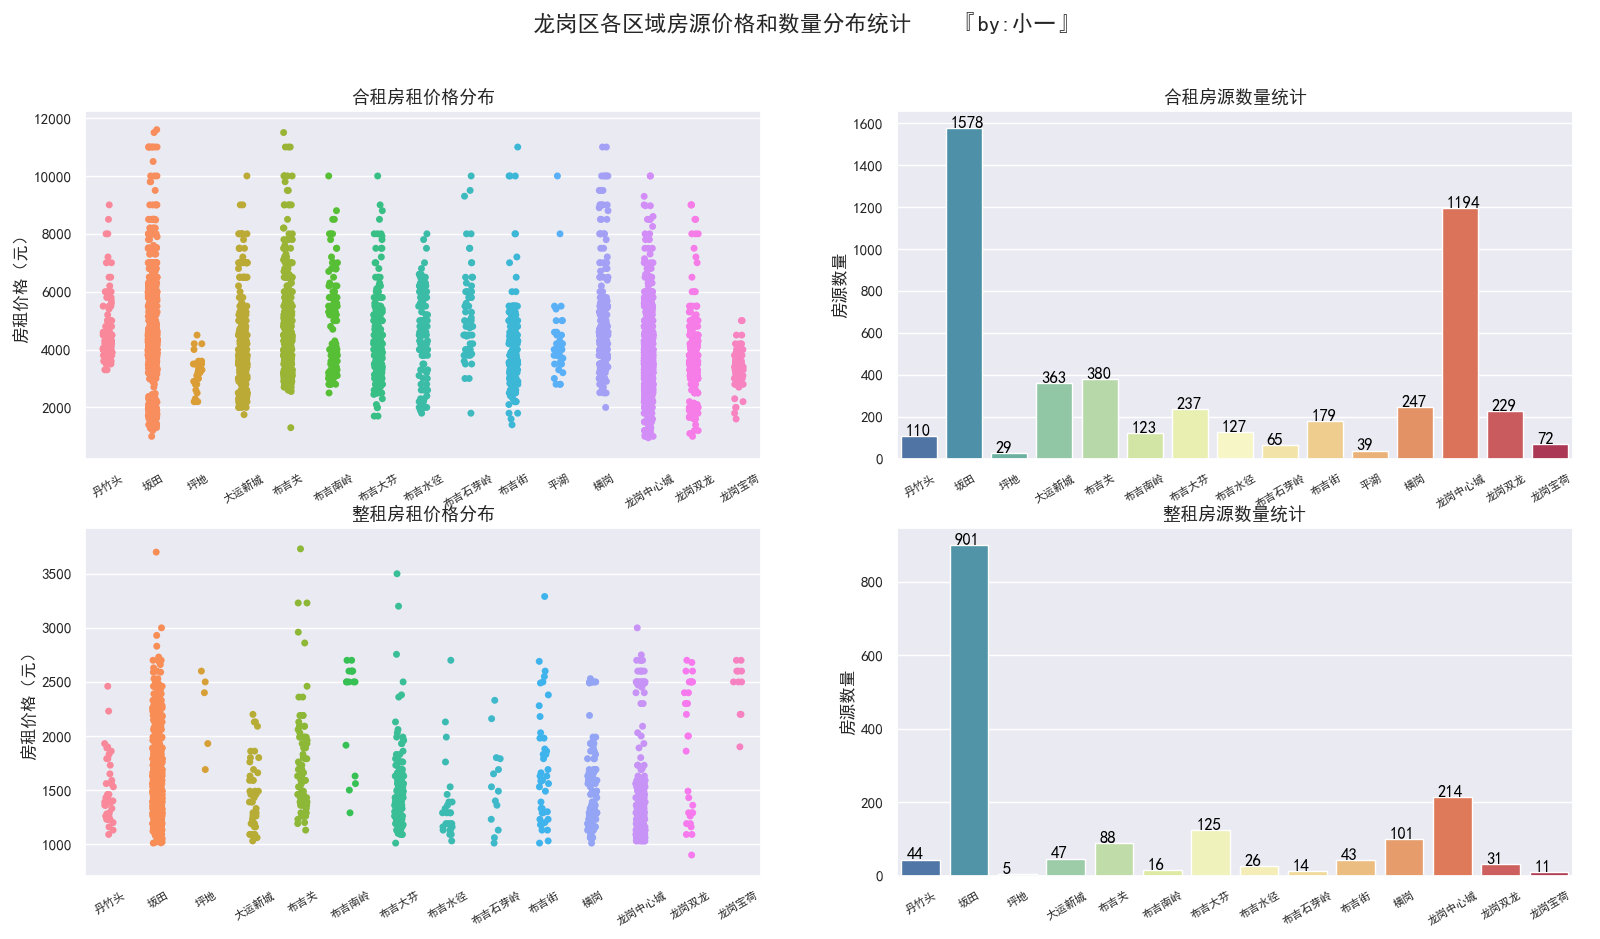 龙岗区各区域房源价格和数量分布统计 『by:小一』
合租房租价格分布
房租价格（元）
12000
10000
8000
6000
4000
2000
丹竹头 坂田 坪地 大运新城 布吉关 布吉南岭 布吉大芬 布吉水径 布吉石芽岭 布吉街 平湖 横岗 龙岗中心城 龙岗双龙 龙岗宝荷
合租房源数量统计
房源数量
1600
1400
1200
1000
800
600
400
200
0
110 1578 29 363 380 123 237 127 65 179 39 247 1194 229 72
丹竹头 坂田 坪地 大运新城 布吉关 布吉南岭 布吉大芬 布吉水径 布吉石芽岭 布吉街 平湖 横岗 龙岗中心城 龙岗双龙 龙岗宝荷
整租房租价格分布
房租价格（元）
3500
3000
2500
2000
1500
1000
丹竹头 坂田 坪地 大运新城 布吉关 布吉南岭 布吉大芬 布吉水径 布吉石芽岭 布吉街 横岗 龙岗中心城 龙岗双龙 龙岗宝荷
整租房源数量统计
房源数量
800
600
400
200
0
44 901 5 47 88 16 125 26 14 43 101 214 31 11
丹竹头 坂田 坪地 大运新城 布吉关 布吉南岭 布吉大芬 布吉水径 布吉石芽岭 布吉街 横岗 龙岗中心城 龙岗双龙 龙岗宝荷